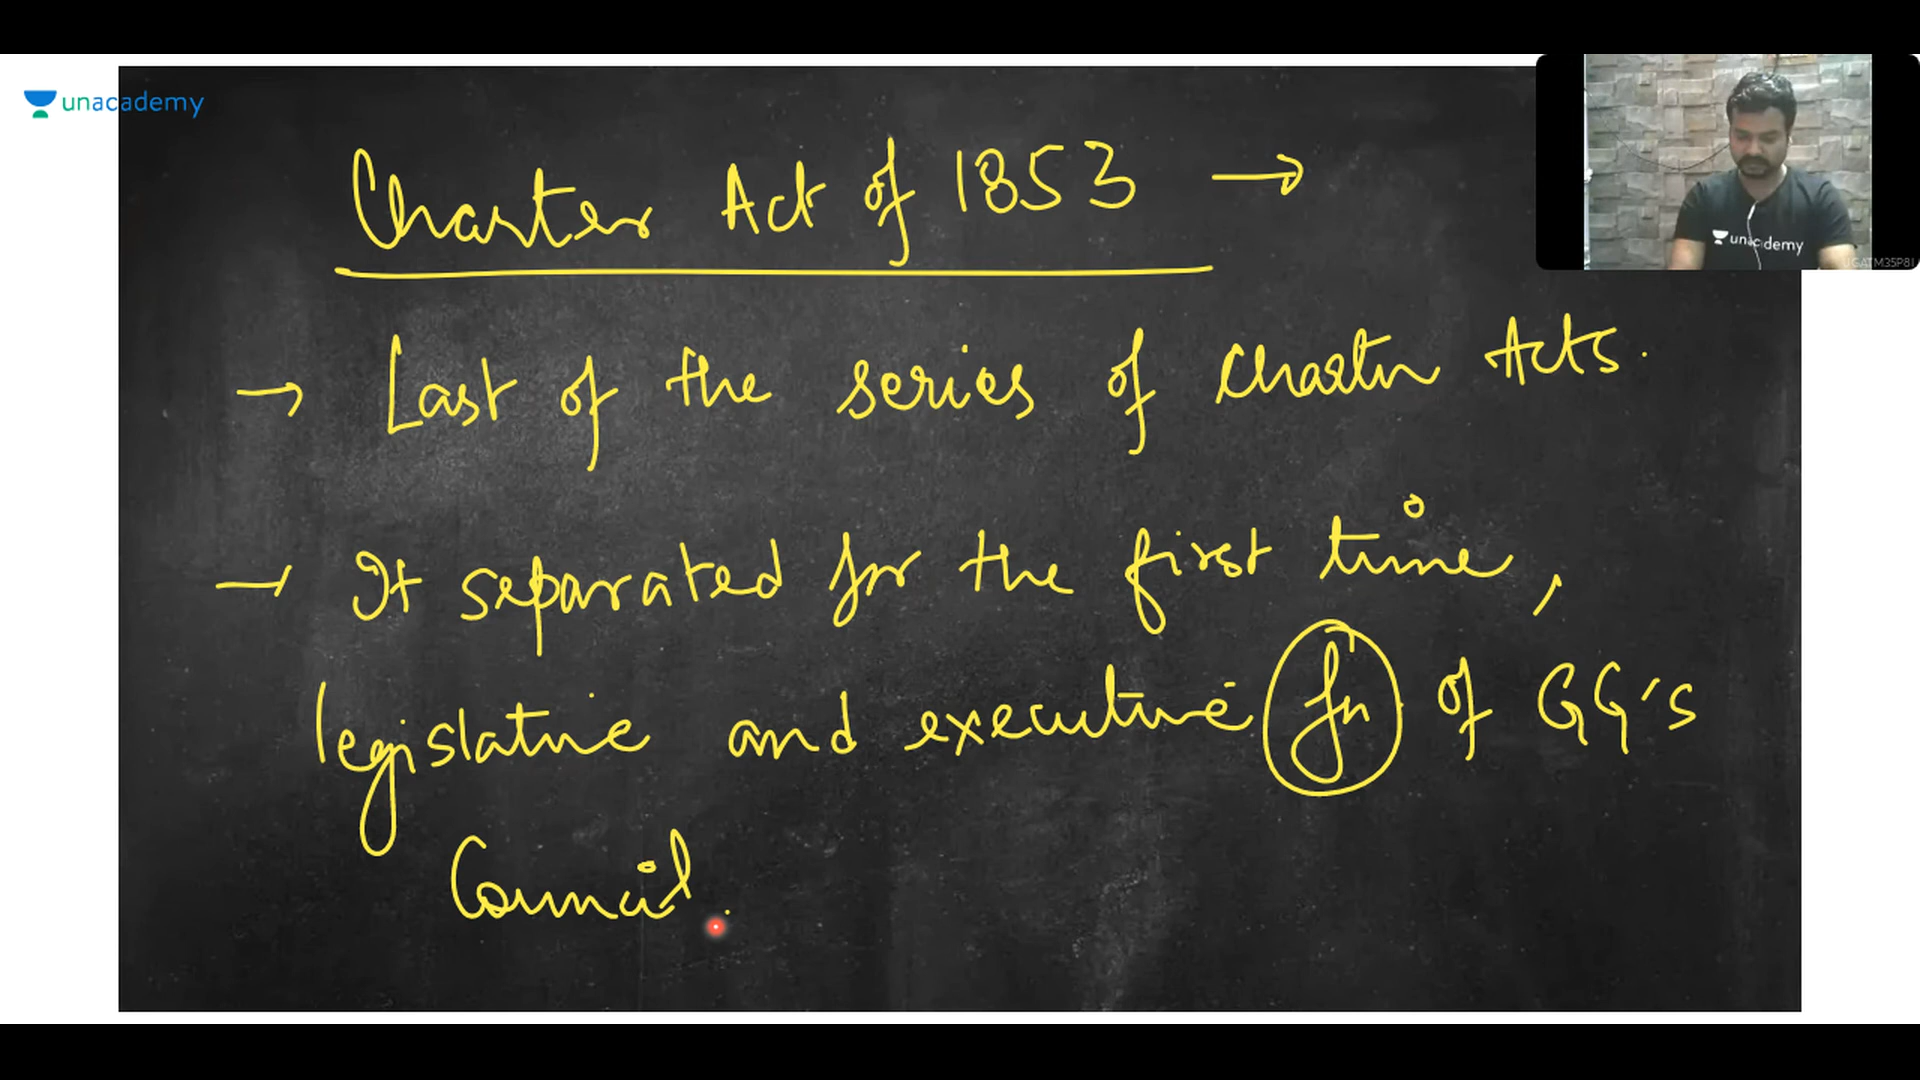 unacademy
Charter Act of 1853 →
→ Last of the series of Charter Acts.
→ It separated for the first time,
legislative and executive fn of GG's
Council.
unacademy